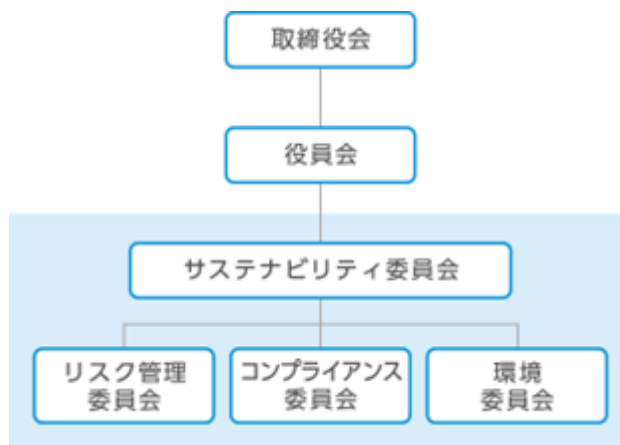 取締役会
役員会
サステナビリティ委員会
リスク管理
委員会
コンプライアンス
委員会
環境
委員会